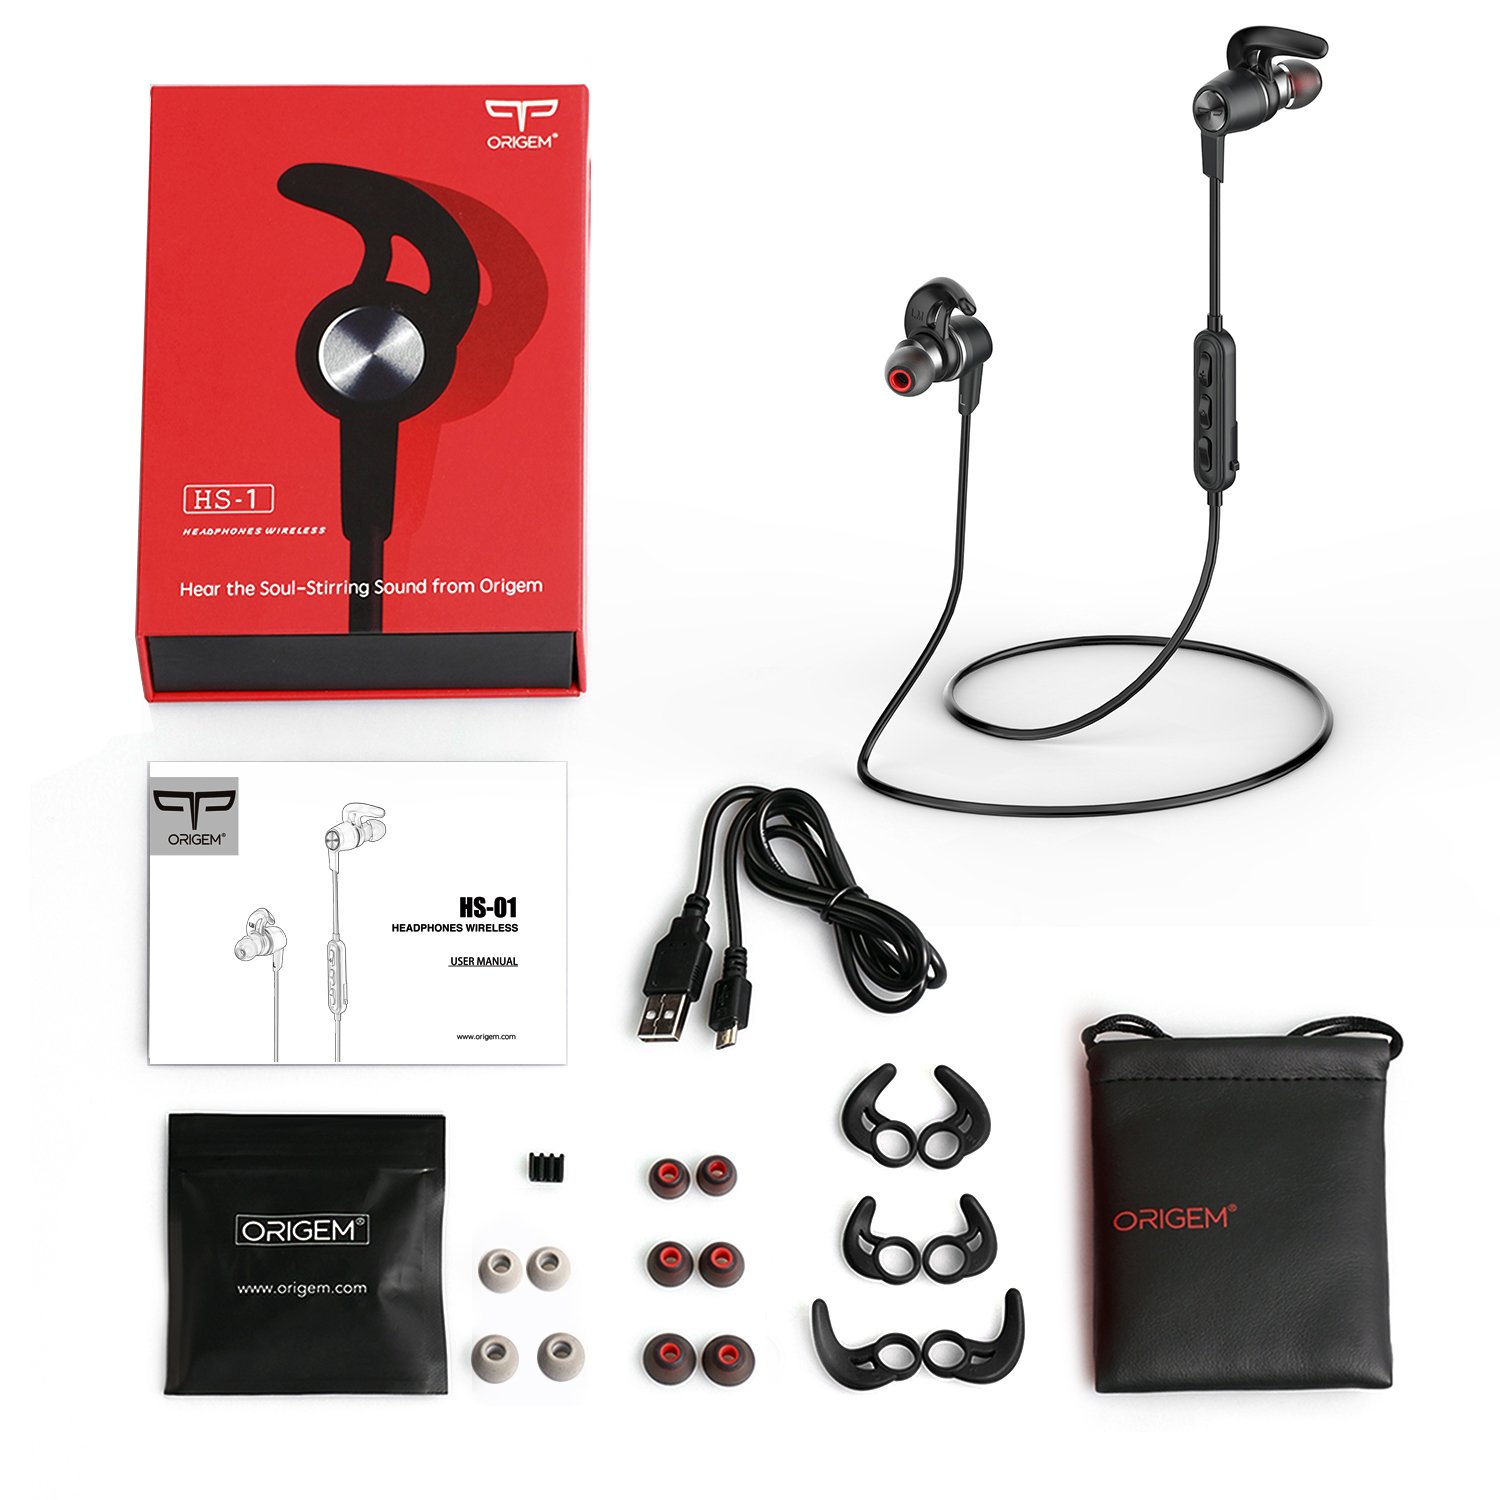 ORIGEM®
HS-1
HEADPHONES WIRELESS
Hear the Soul-Stirring Sound from Origem
ORIGEM®
HS-01
HEADPHONES WIRELESS
USER MANUAL
www.origem.com
ORIGEM®
www.origem.com
ORIGEM®
L